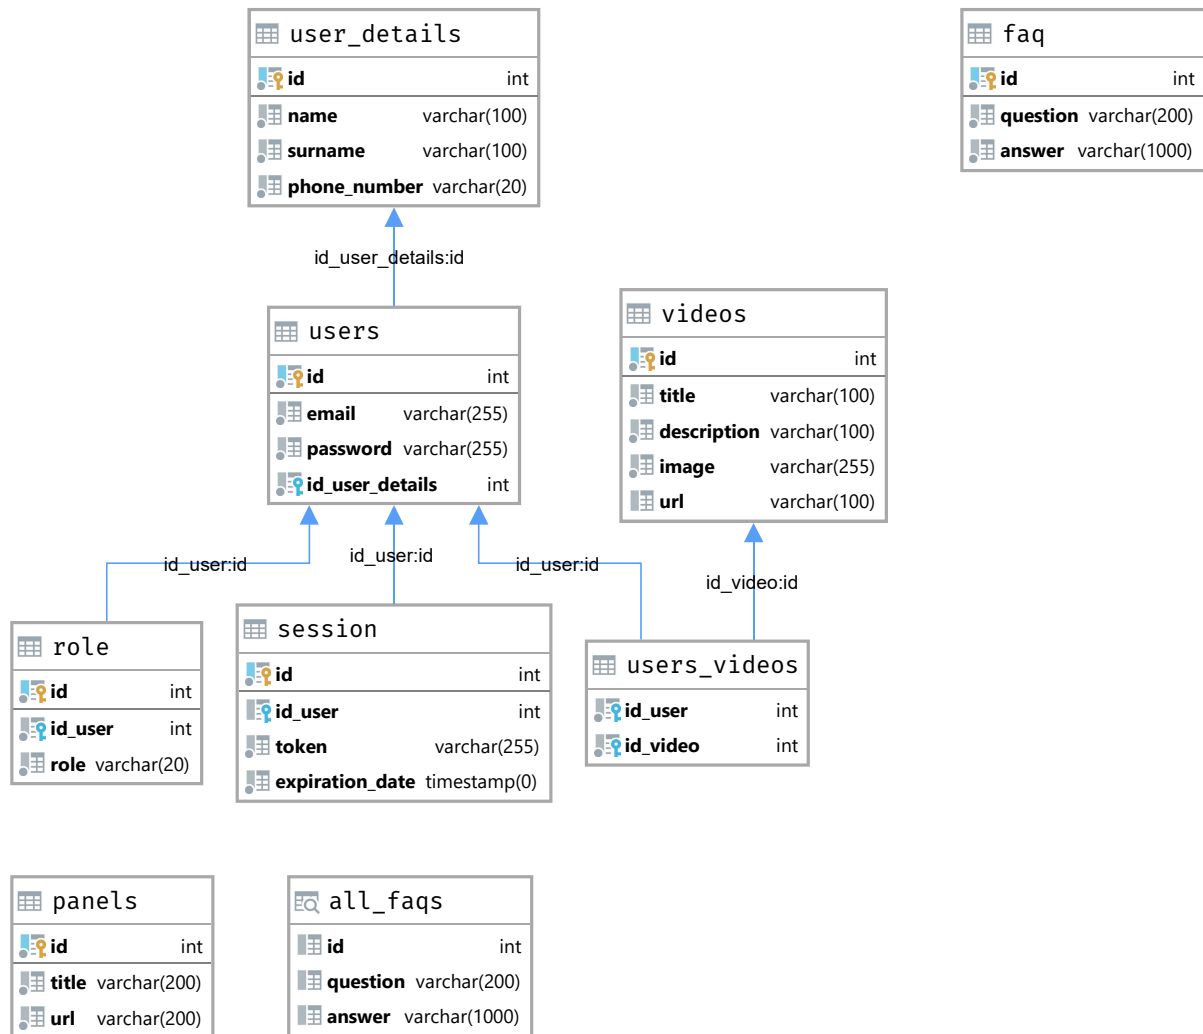 user_details
id int
name varchar(100)
surname varchar(100)
phone_number varchar(20)
faq
id int
question varchar(200)
answer varchar(1000)
id_user_details:id
users
id int
email varchar(255)
password varchar(255)
id_user_details int
videos
id int
title varchar(100)
description varchar(100)
image varchar(255)
url varchar(100)
id_user:id
id_user:id
id_user:id
id_video:id
role
id int
id_user int
role varchar(20)
session
id int
id_user int
token varchar(255)
expiration_date timestamp(0)
users_videos
id_user int
id_video int
panels
id int
title varchar(200)
url varchar(200)
all_faqs
id int
question varchar(200)
answer varchar(1000)